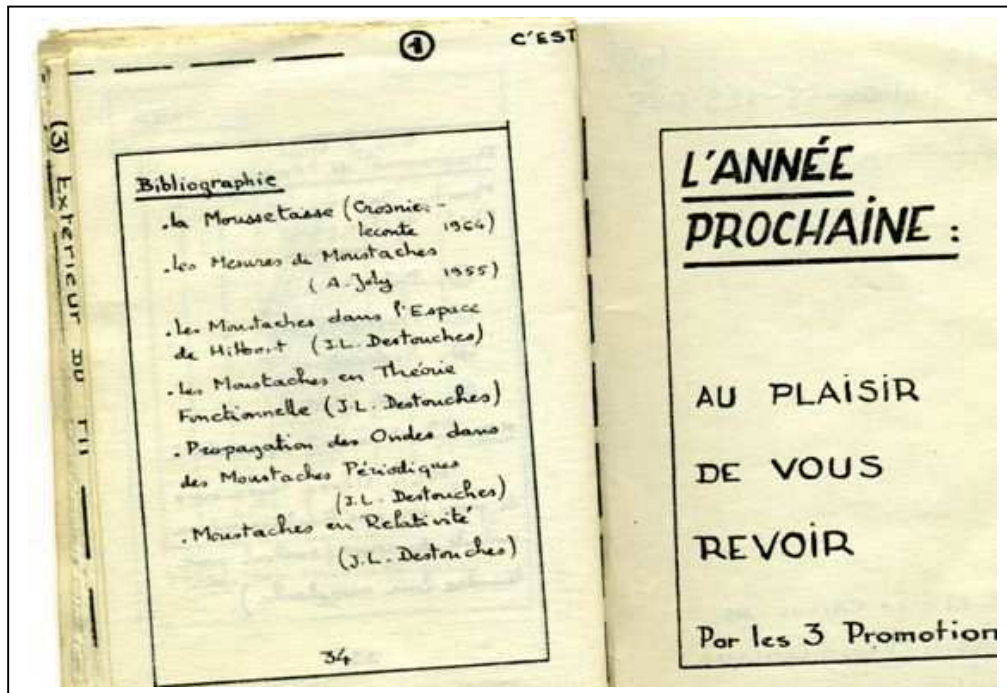 ①
C'EST
(3) EXTÉRIEUR DU
Bibliographie
. la Moussetasse (Crosnier-
leconte 1964)
. les Mesures de Moustaches
(A. Joly 1955)
. Les Moustaches dans l'Espace
de Hilbert (J.L. Destouches)
. Les Moustaches en Théorie
Fonctionnelle (J.L. Destouches)
. Propagation des Ondes dans
des Moustaches Périodiques
(J.L. Destouches)
. Moustaches en Relativité
(J.L. Destouches)
34
L'ANNÉE
PROCHAINE :
AU PLAISIR
DE VOUS
REVOIR
Par les 3 Promotion